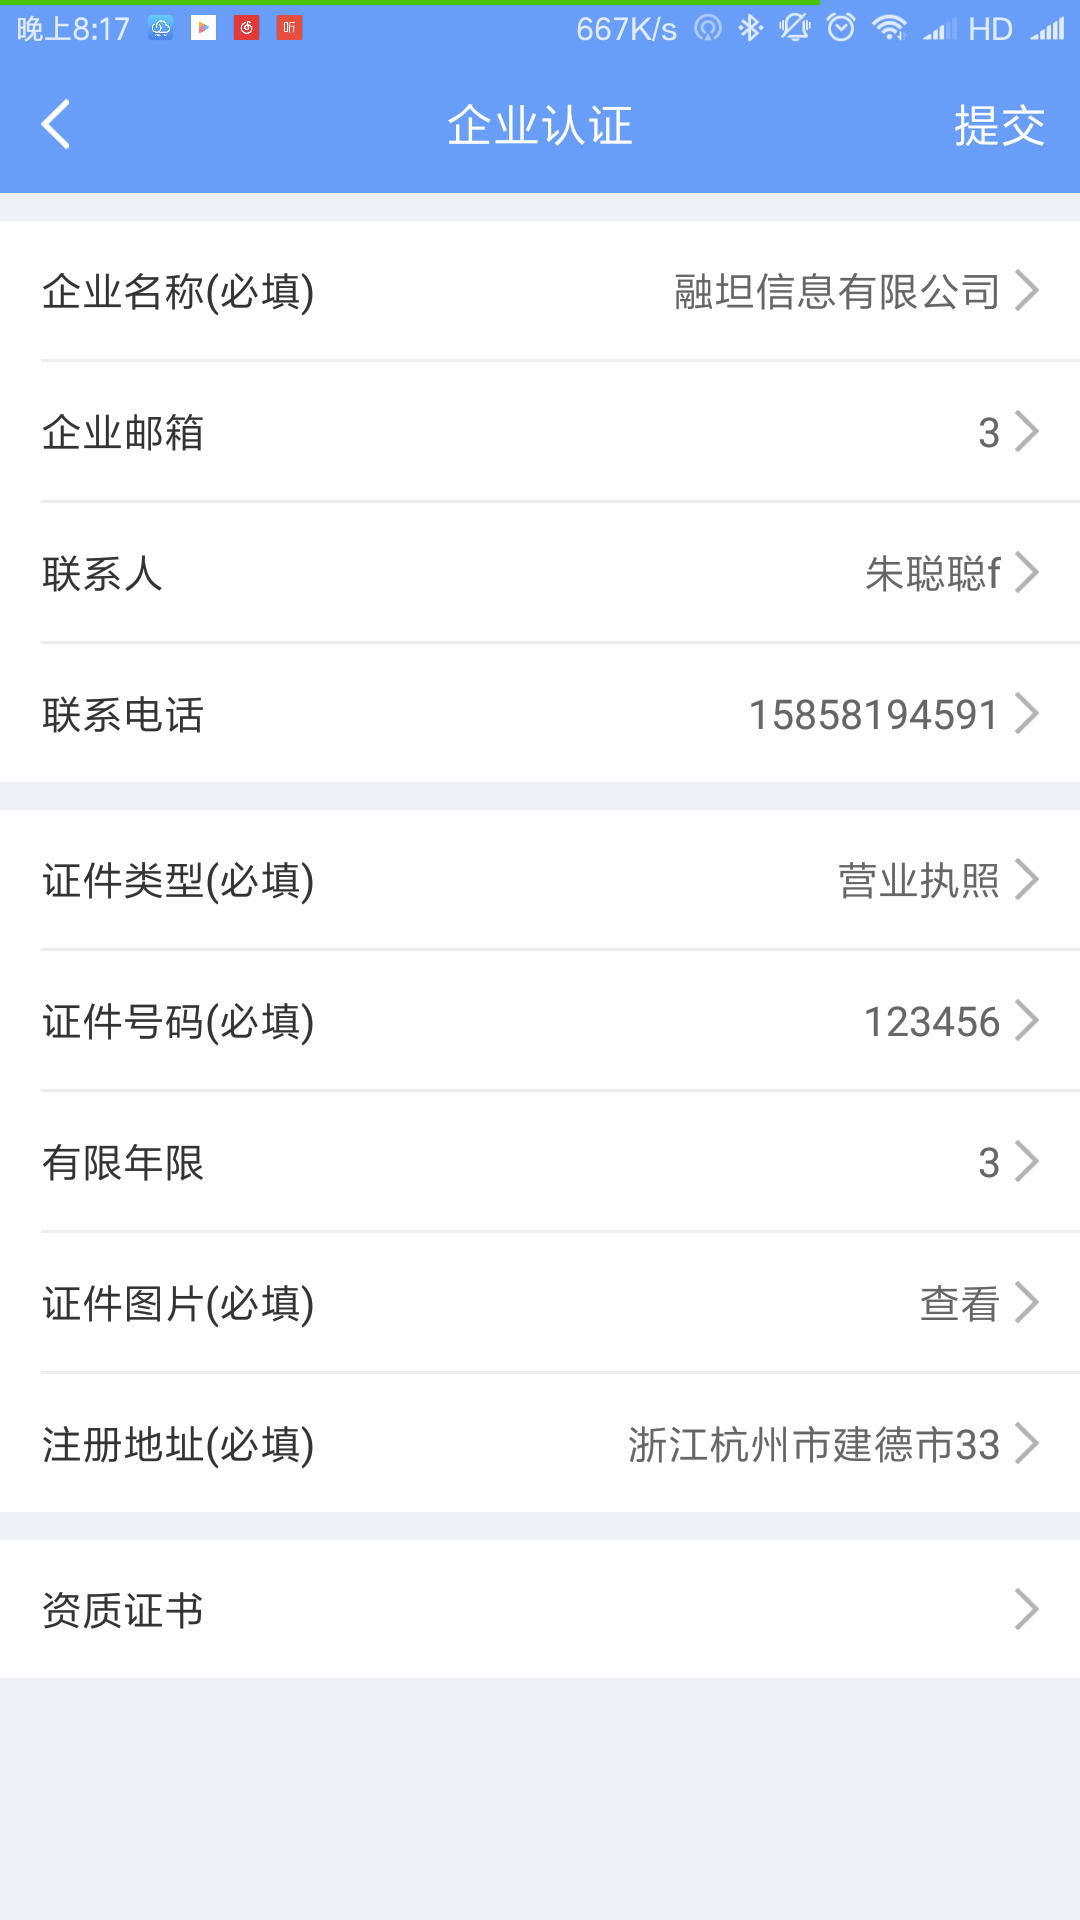 晚上8:17 听 667K/s HD
企业认证 提交
企业名称(必填) 融坦信息有限公司
企业邮箱 3
联系人 朱聪聪f
联系电话 15858194591
证件类型(必填) 营业执照
证件号码(必填) 123456
有限年限 3
证件图片(必填) 查看
注册地址(必填) 浙江杭州市建德市33
资质证书